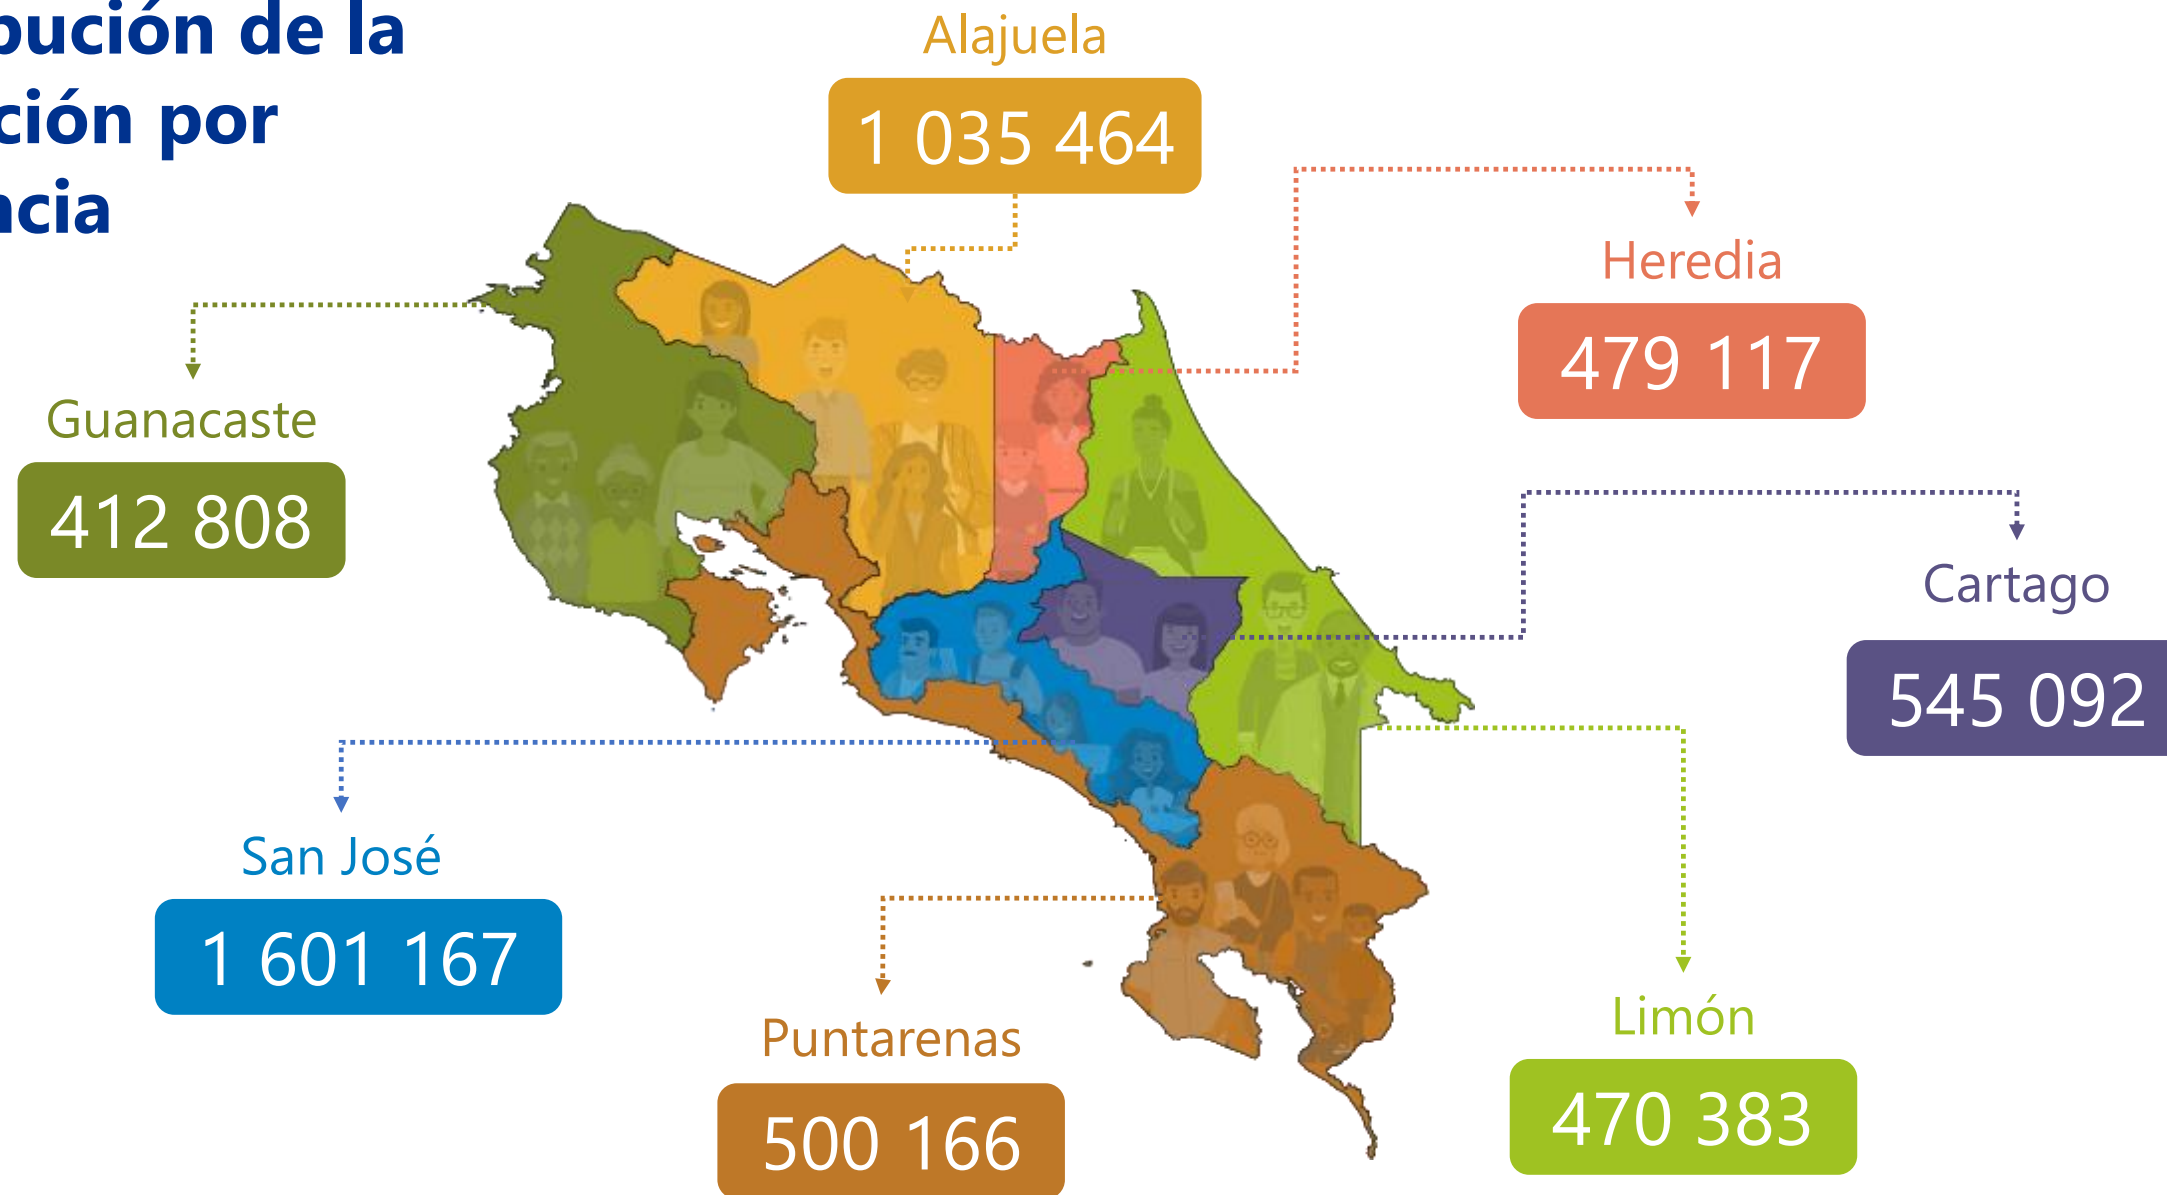 bución de la
ción por
ncia
Alajuela
1 035 464
Heredia
479 117
Guanacaste
412 808
Cartago
545 092
San José
1 601 167
Puntarenas
500 166
Limón
470 383